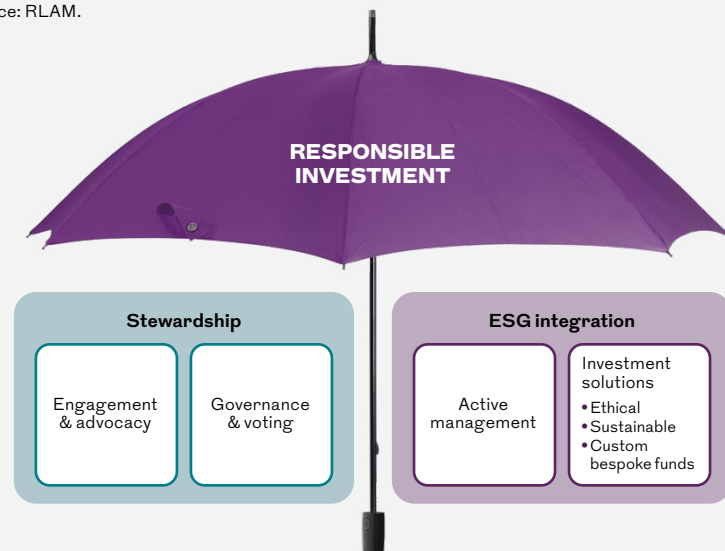 ce: RLAM.
RESPONSIBLE
INVESTMENT
Stewardship
Engagement
& advocacy
Governance
& voting
ESG integration
Active
management
Investment
solutions
• Ethical
• Sustainable
• Custom
bespoke funds